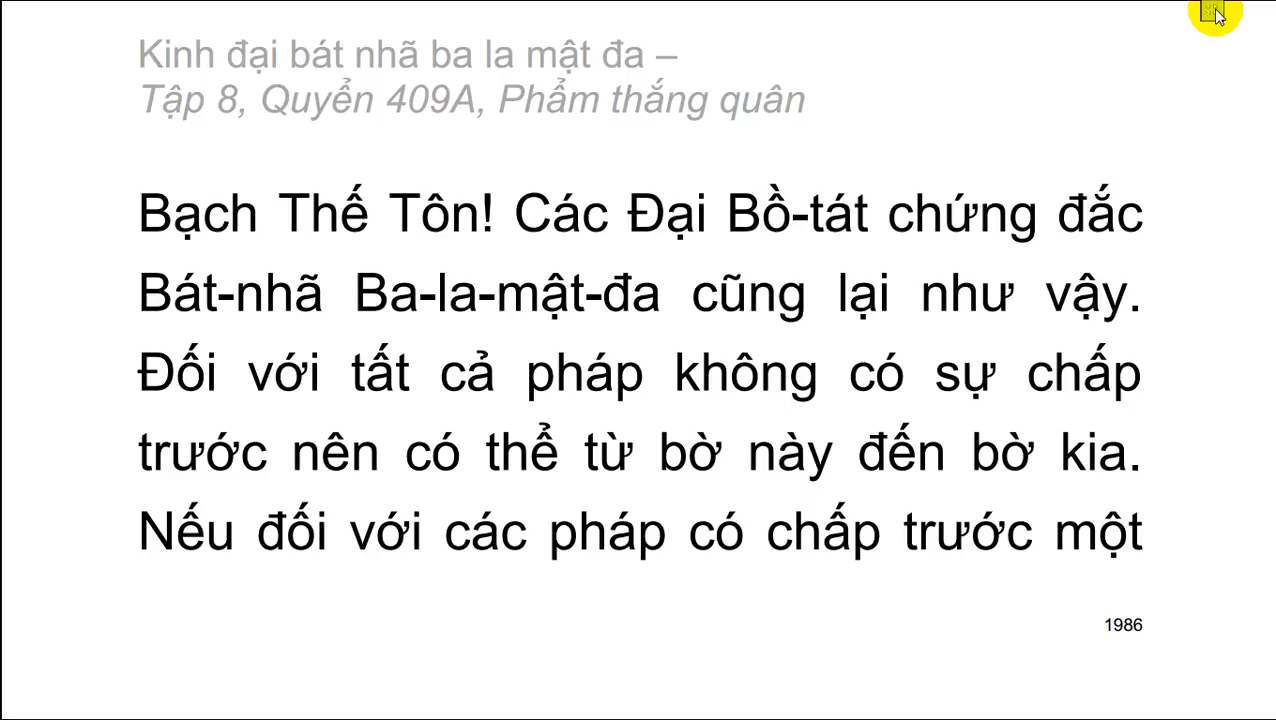 Kinh đại bát nhã ba la mật đa –
Tập 8, Quyển 409A, Phẩm thắng quân
Bạch Thế Tôn! Các Đại Bồ-tát chứng đắc
Bát-nhã Ba-la-mật-đa cũng lại như vậy.
Đối với tất cả pháp không có sự chấp
trước nên có thể từ bờ này đến bờ kia.
Nếu đối với các pháp có chấp trước một
1986